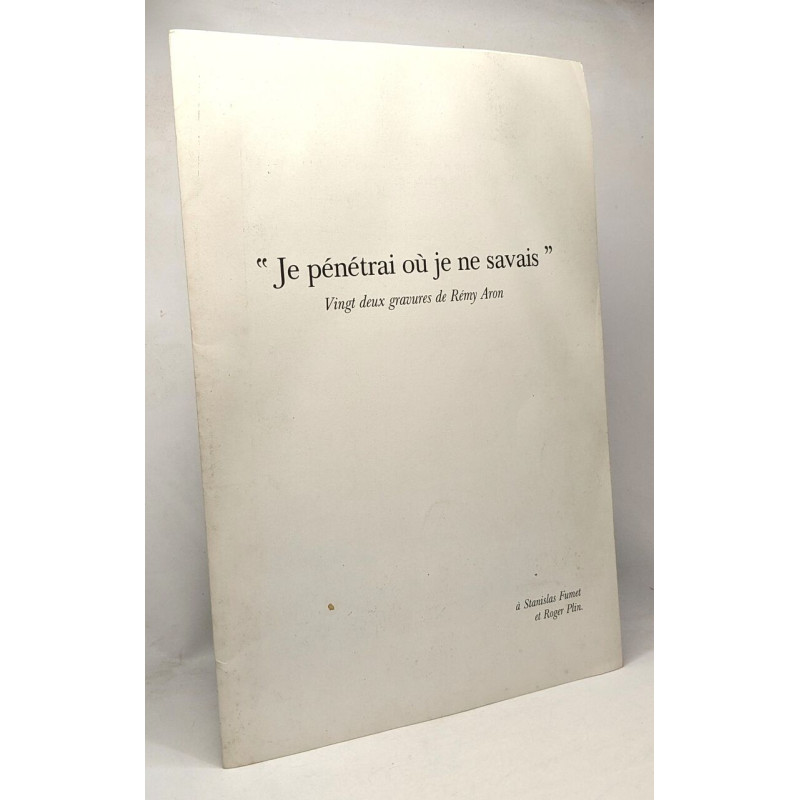 “ Je pénétrai où je ne savais ”
Vingt deux gravures de Rémy Aron
à Stanislas Fumet
et Roger Plin.